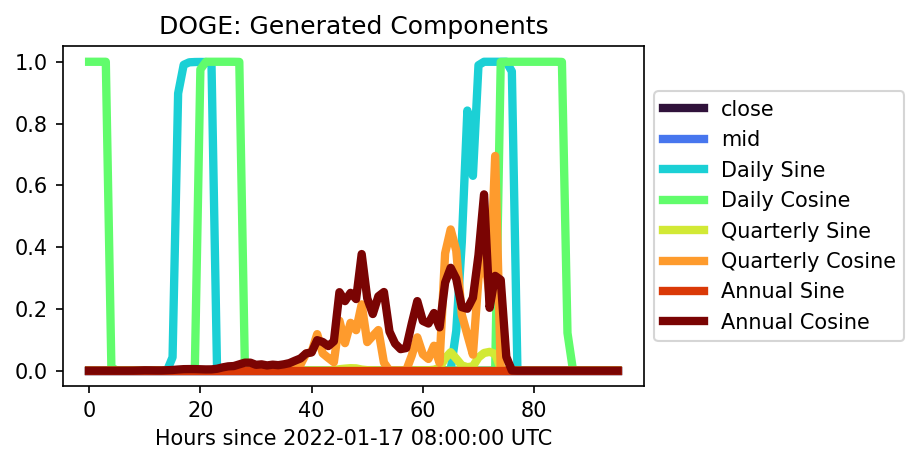 DOGE: Generated Components
1.0
0.8
0.6
0.4
0.2
0.0
0 20 40 60 80
Hours since 2022-01-17 08:00:00 UTC
close
mid
Daily Sine
Daily Cosine
Quarterly Sine
Quarterly Cosine
Annual Sine
Annual Cosine